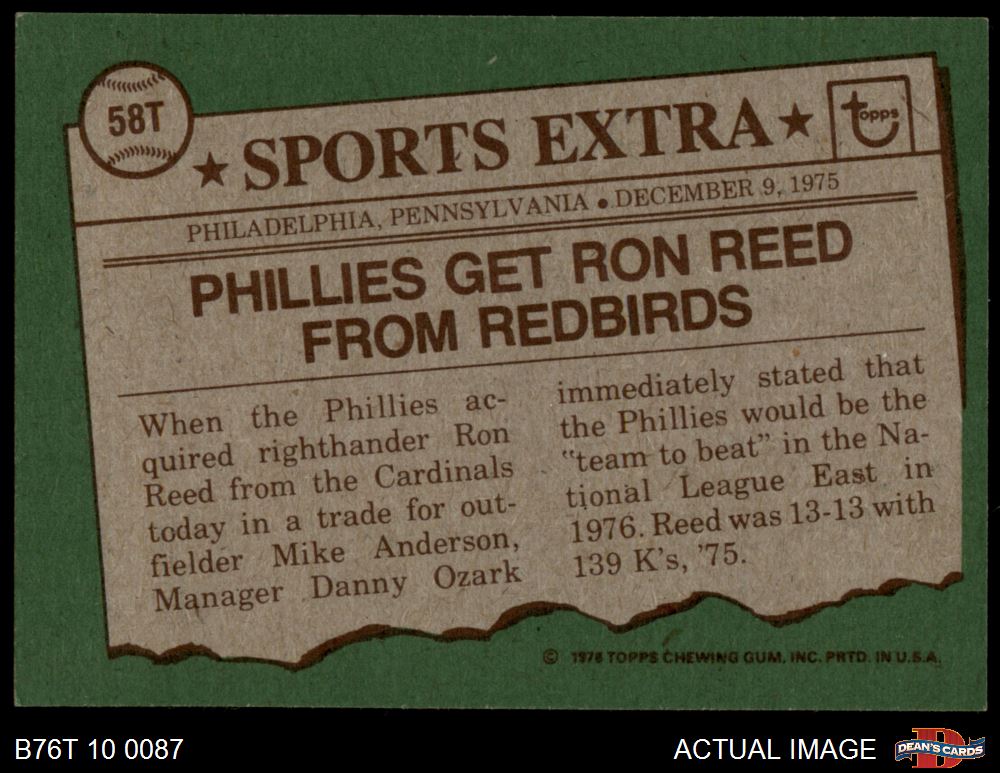 58T
★ SPORTS EXTRA ★
topps
PHILADELPHIA, PENNSYLVANIA ● DECEMBER 9, 1975
PHILLIES GET RON REED
FROM REDBIRDS
When the Phillies ac-
quired righthander Ron
Reed from the Cardinals
today in a trade for out-
fielder Mike Anderson,
Manager Danny Ozark
immediately stated that
the Phillies would be the
"team to beat" in the Na-
tional League East in
1976. Reed was 13-13 with
139 K's, '75.
© 1976 TOPPS CHEWING GUM, INC. PRTD. IN U.S.A.
B76T 10 0087
ACTUAL IMAGE
DEAN'S CARDS